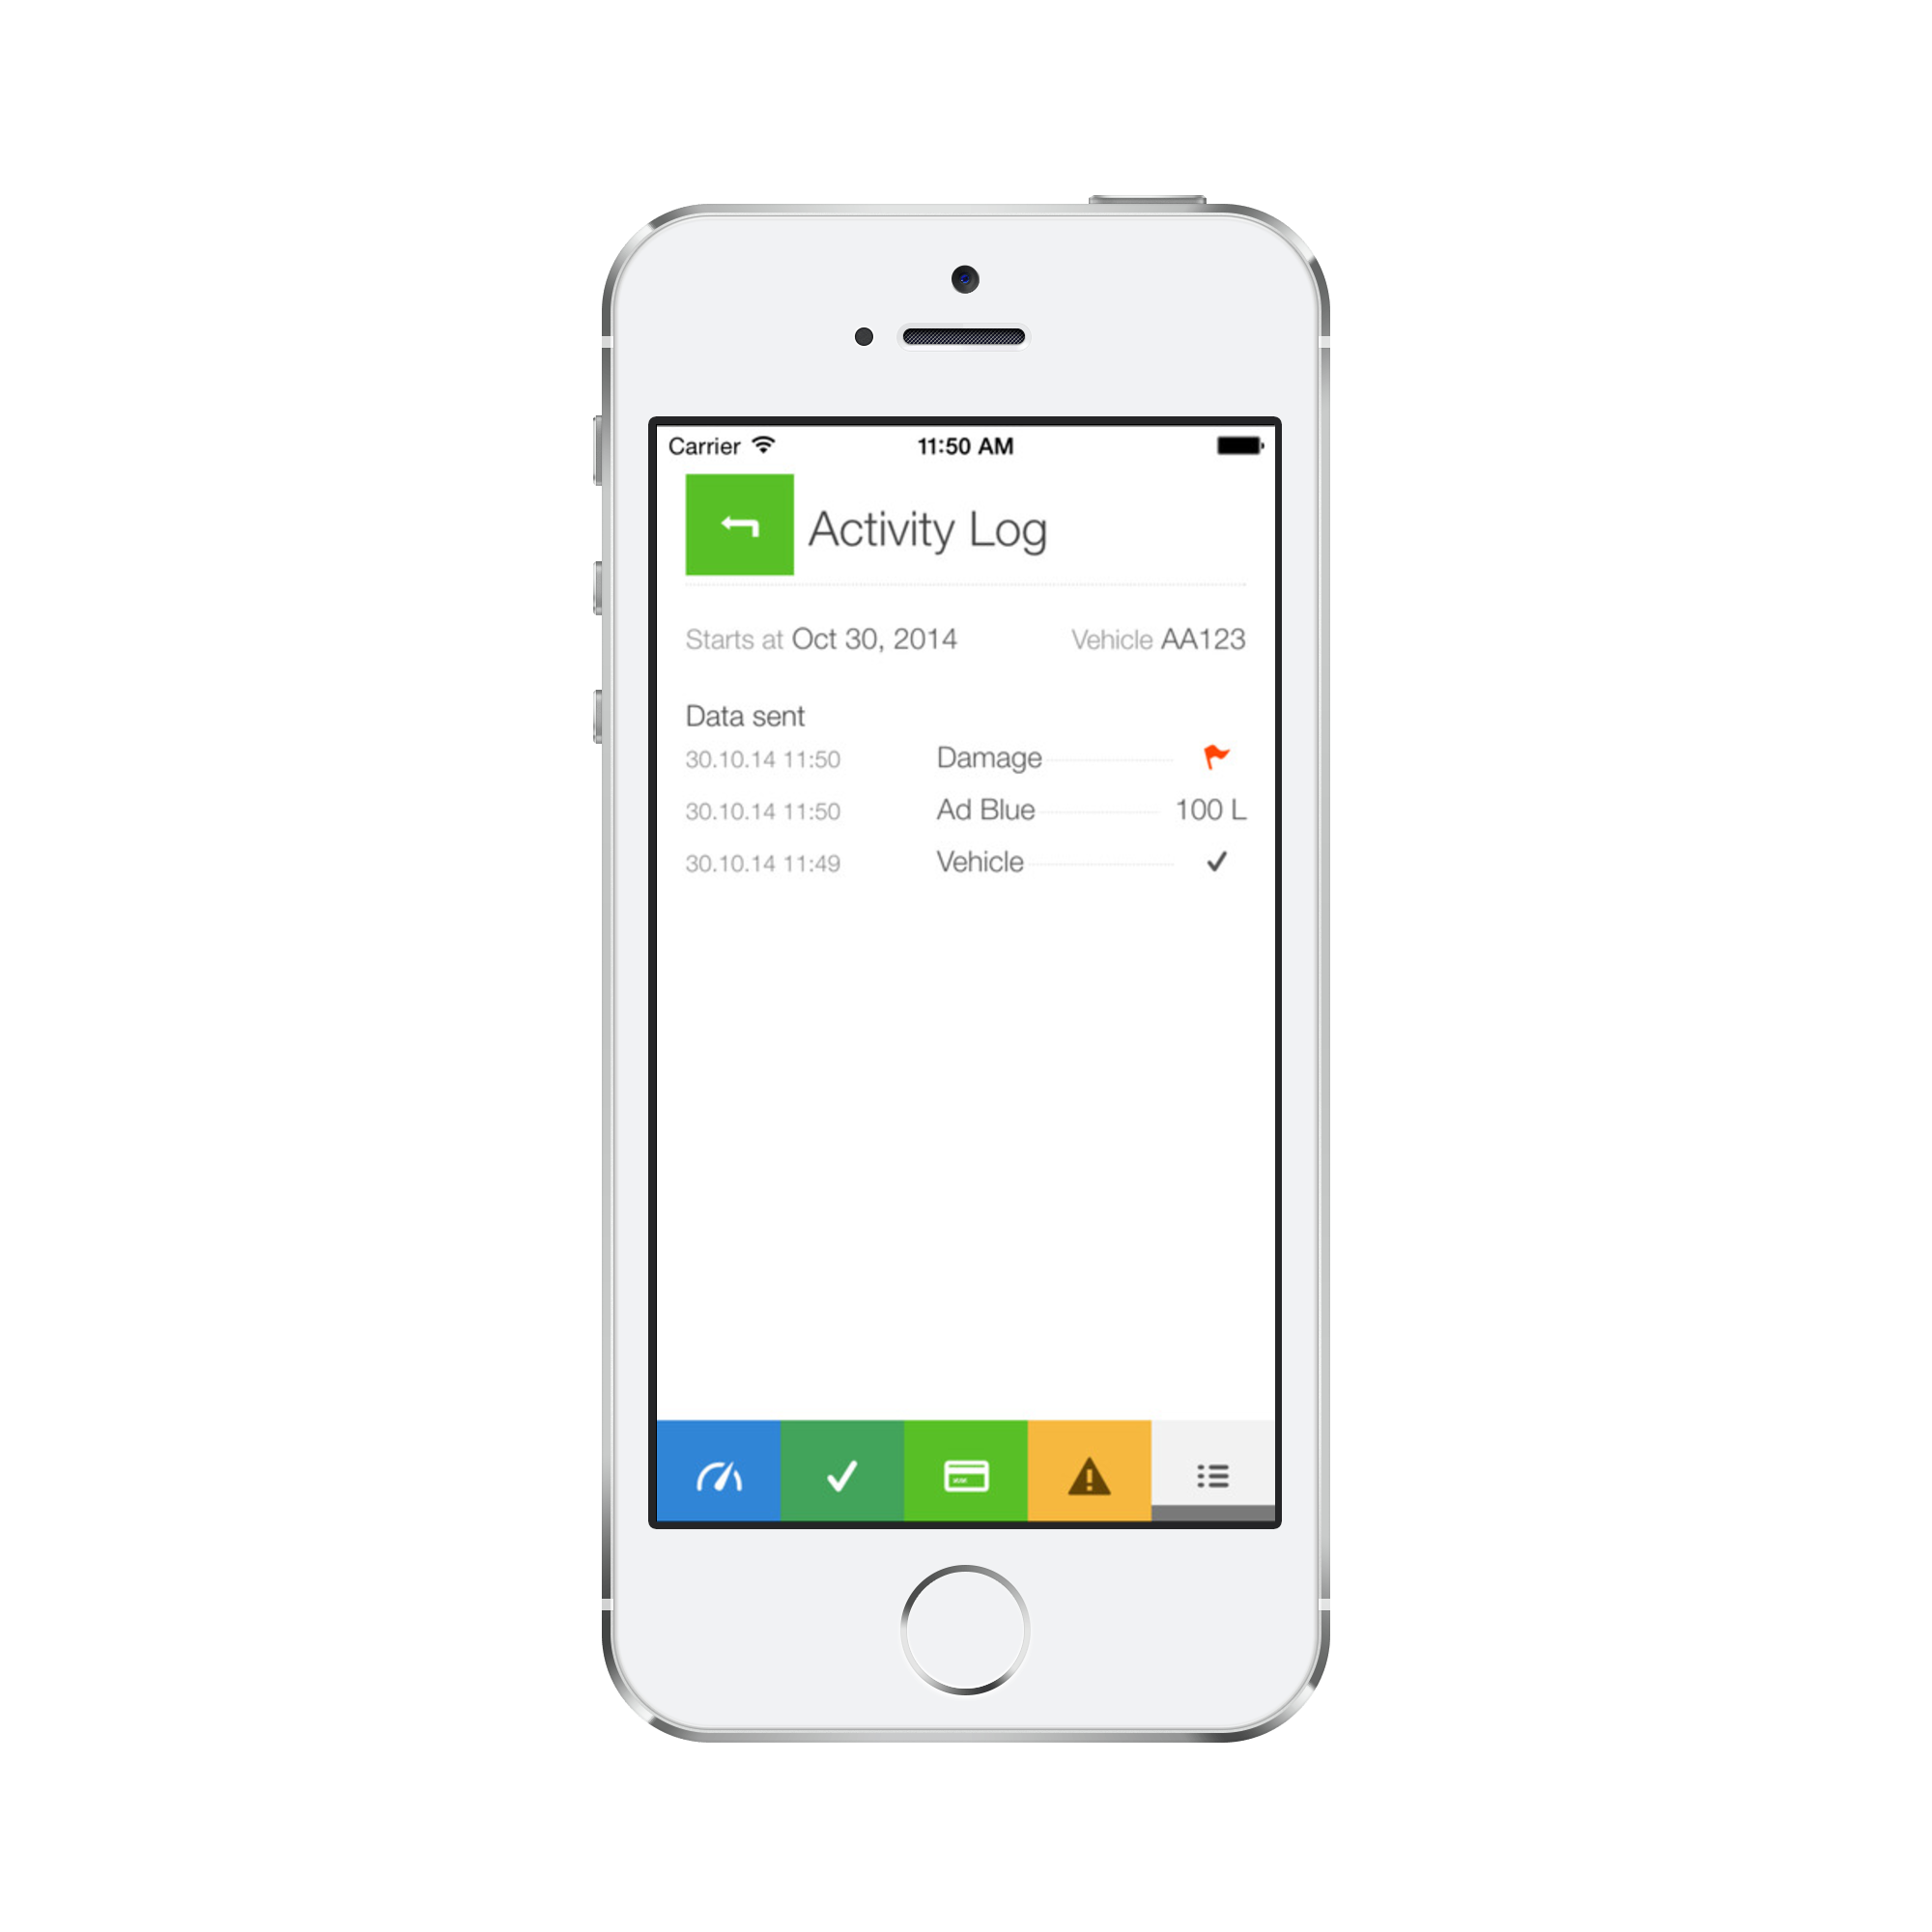 Carrier 11:50 AM
Activity Log
Starts at Oct 30, 2014 Vehicle AA123
Data sent
30.10.14 11:50 Damage
30.10.14 11:50 Ad Blue 100 L
30.10.14 11:49 Vehicle